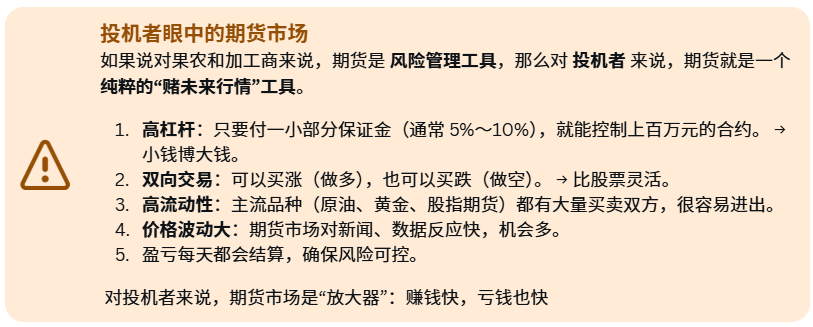 投机者眼中的期货市场
如果说对果农和加工商来说，期货是 风险管理工具，那么对 投机者 来说，期货就是一个
纯粹的“赌未来行情”工具。
1. 高杠杆：只要付一小部分保证金（通常 5%～10%），就能控制上百万元的合约。 →
小钱博大钱。
2. 双向交易：可以买涨（做多），也可以买跌（做空）。 → 比股票灵活。
3. 高流动性：主流品种（原油、黄金、股指期货）都有大量买卖双方，很容易进出。
4. 价格波动大：期货市场对新闻、数据反应快，机会多。
5. 盈亏每天都会结算，确保风险可控。
对投机者来说，期货市场是“放大器”：赚钱快，亏钱也快